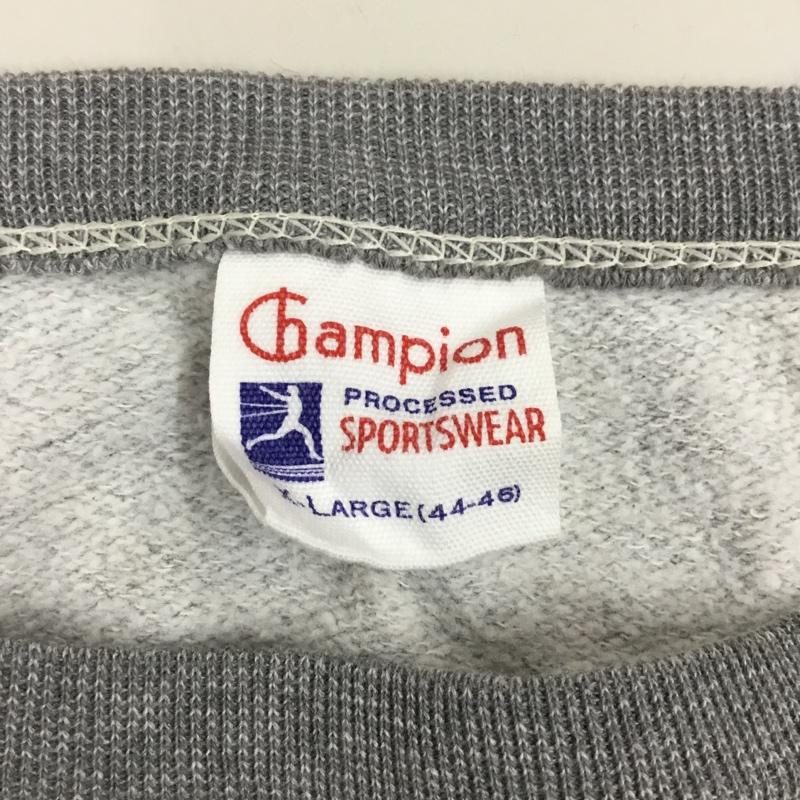 Champion
PROCESSED
SPORTSWEAR
X-LARGE (44-46)